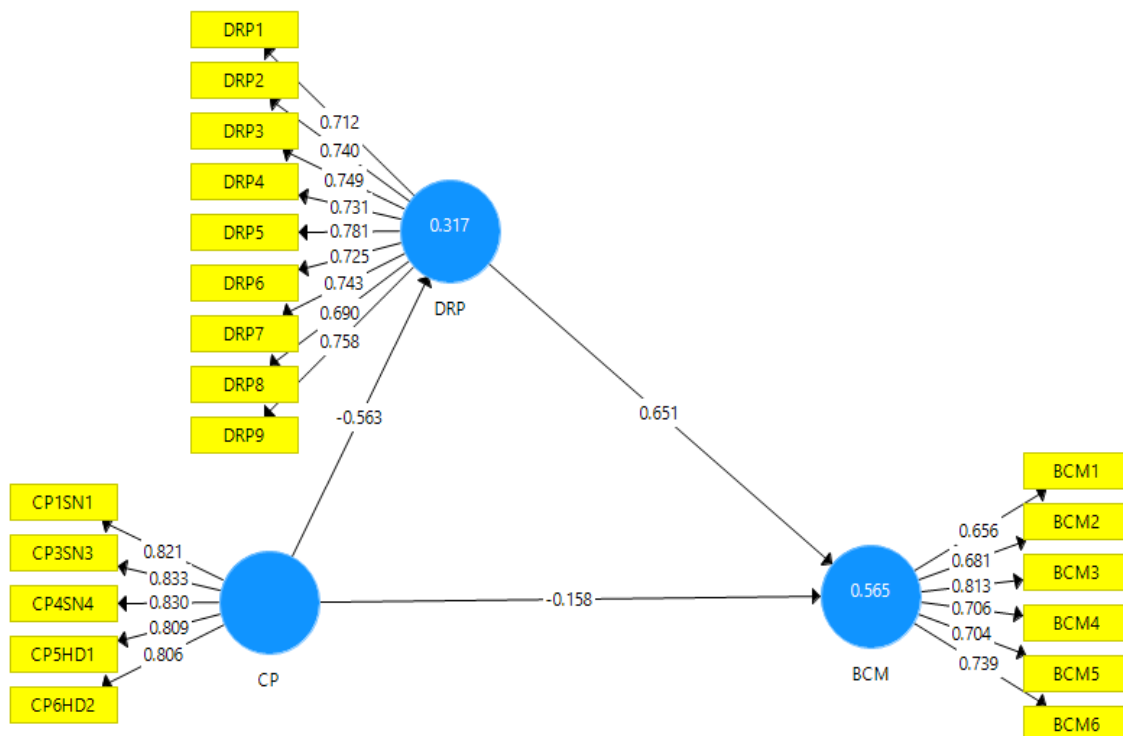 DRP1
DRP2
DRP3
DRP4
DRP5
DRP6
DRP7
DRP8
DRP9
0.712
0.740
0.749
0.731
0.781
0.725
0.743
0.690
0.758
0.317
DRP
-0.563
0.651
CP1SN1
CP3SN3
CP4SN4
CP5HD1
CP6HD2
0.821
0.833
0.830
0.809
0.806
CP
-0.158
0.565
BCM
0.656
0.681
0.813
0.706
0.704
0.739
BCM1
BCM2
BCM3
BCM4
BCM5
BCM6